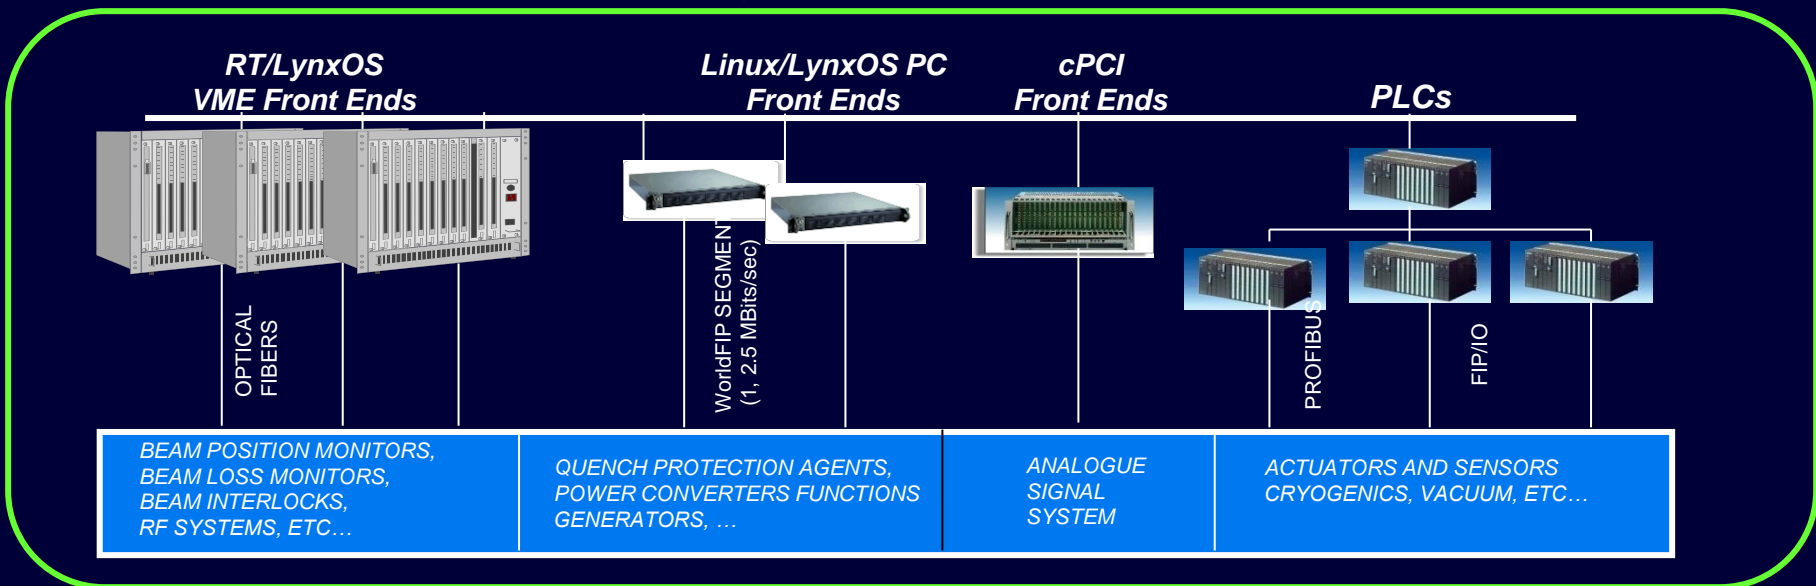 RT/LynxOS
VME Front Ends
Linux/LynxOS PC
Front Ends
cPCI
Front Ends
PLCs
OPTICAL
FIBERS
WorldFIP SEGMEN
(1, 2.5 MBits/sec)
PROFIBUS
FIP/IO
BEAM POSITION MONITORS,
BEAM LOSS MONITORS,
BEAM INTERLOCKS,
RF SYSTEMS, ETC…
QUENCH PROTECTION AGENTS,
POWER CONVERTERS FUNCTIONS
GENERATORS, …
ANALOGUE
SIGNAL
SYSTEM
ACTUATORS AND SENSORS
CRYOGENICS, VACUUM, ETC…